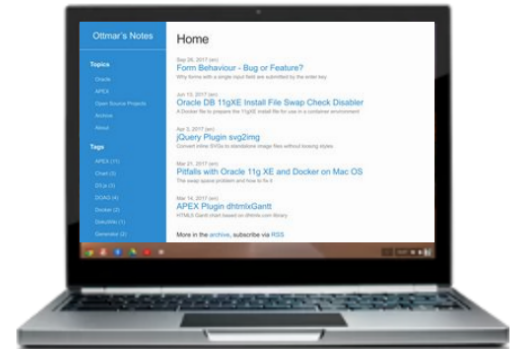 Ottmar's Notes
Topics
Oracle
APEX
Open Source Projects
Archive
About
Tags
APEX (11)
Chart (3)
DOAG (4)
Docker (2)
Generator (3)
Home
Sep 26, 2017 (en)
Form Behaviour - Bug or Feature?
Why forms with a single input field are submitted by the enter key
Jun 15, 2017 (en)
Oracle DB 11gXE Install File Swap Check Disabler
A Docker file to prepare the 11gXE install file for use in a container environment
Apr 3, 2017 (en)
jQuery Plugin svg2img
Convert inline SVGs to standalone image files without loosing styles
Mar 21, 2017 (en)
Pitfalls with Oracle 11g XE and Docker on Mac OS
The swap space problem and how to fix it
Mar 14, 2017 (en)
APEX Plugin dhtmlxGantt
HTML5 Gantt chart based on dhtmlx.com library
More in the archive, subscribe via RSS